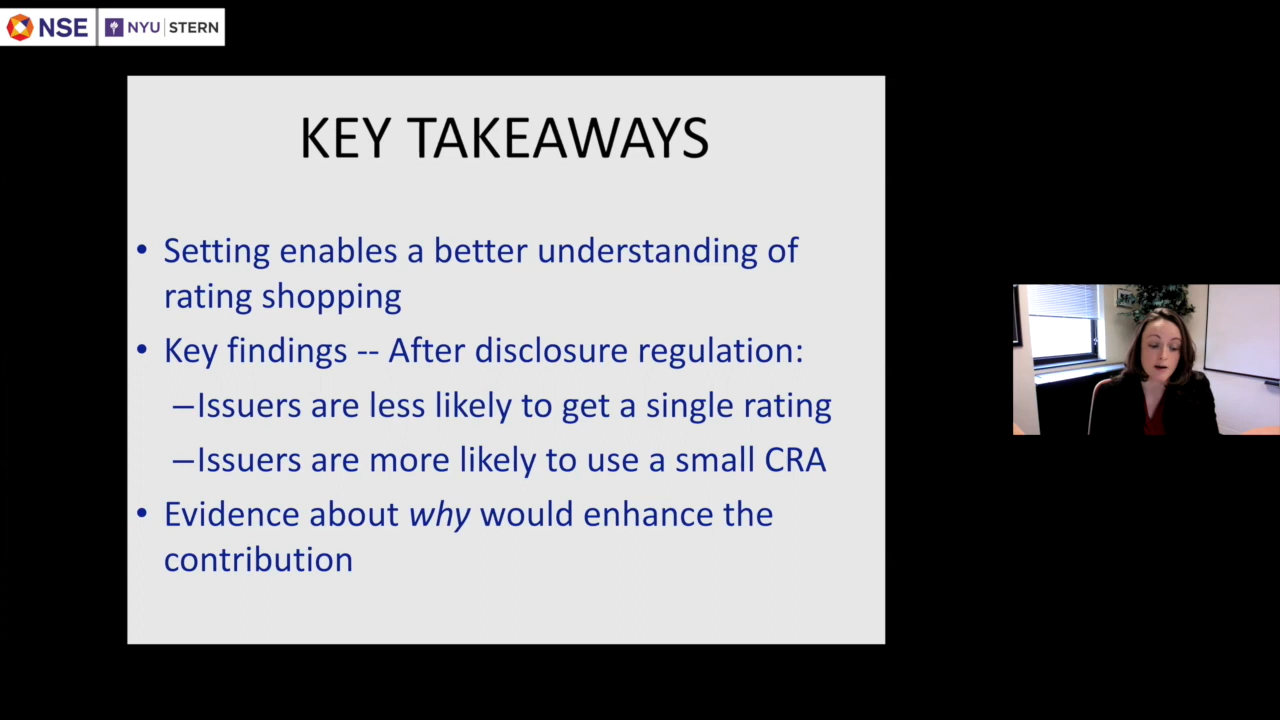 NSE NYU STERN
KEY TAKEAWAYS
• Setting enables a better understanding of
rating shopping
• Key findings -- After disclosure regulation:
–Issuers are less likely to get a single rating
–Issuers are more likely to use a small CRA
• Evidence about why would enhance the
contribution